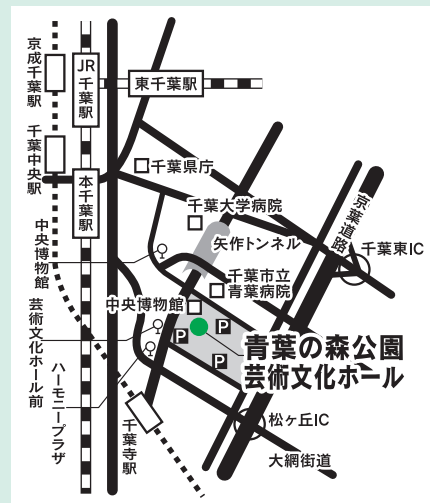 京成千葉駅
JR千葉駅
東千葉駅
千葉中央駅
本千葉駅
千葉県庁
千葉大学病院
矢作トンネル
京葉道路
千葉東IC
中央博物館
千葉市立
青葉病院
中央博物館
芸術文化ホール前
P
P
P
青葉の森公園
芸術文化ホール
ハーモニープラザ
千葉寺駅
松ヶ丘IC
大網街道